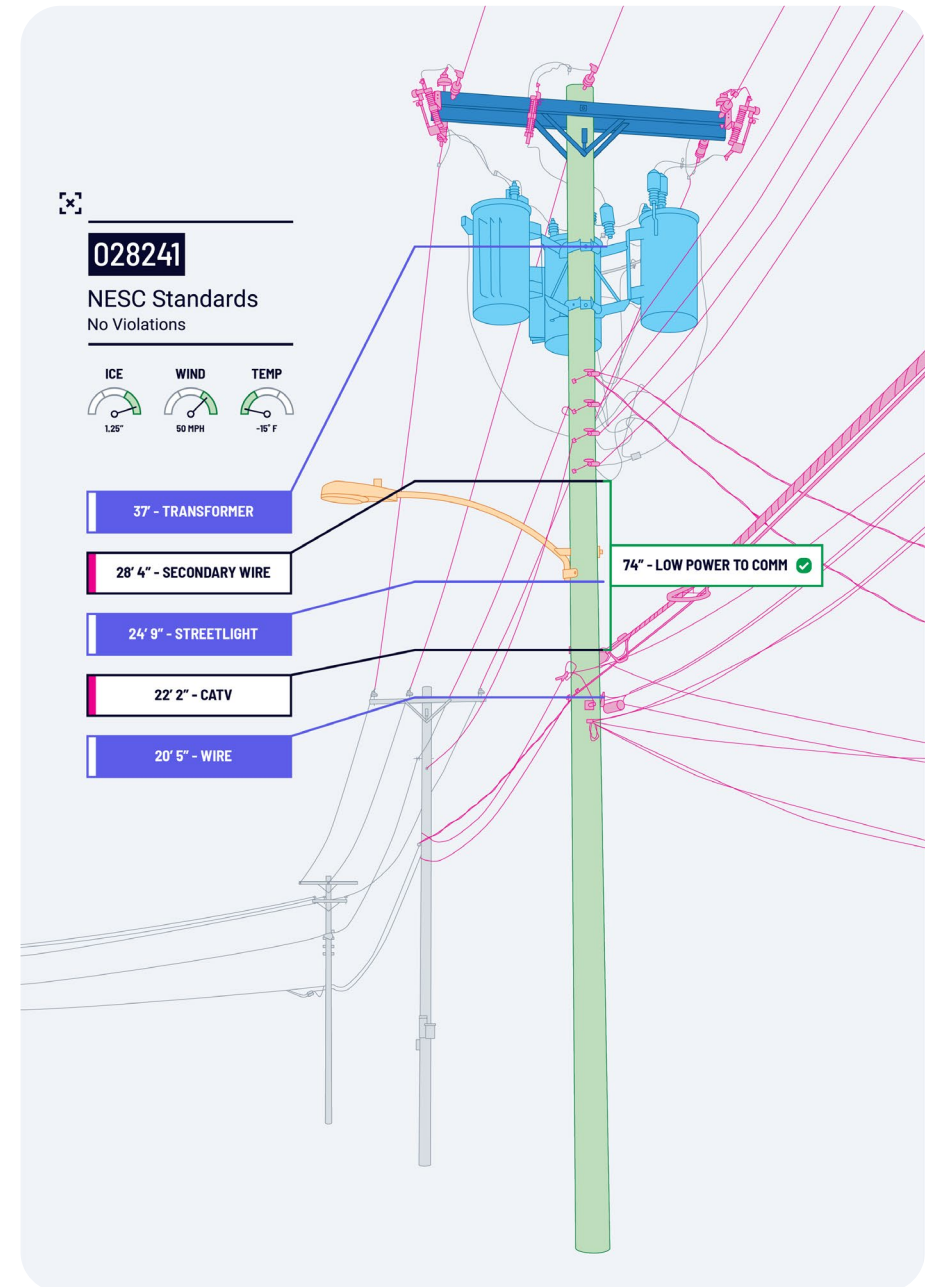 028241
NESC Standards
No Violations
ICE WIND TEMP
1.25” 50 MPH -15° F
37’ - TRANSFORMER
28’ 4” - SECONDARY WIRE
24’ 9” - STREETLIGHT
22’ 2” - CATV
20’ 5” - WIRE
74” - LOW POWER TO COMM